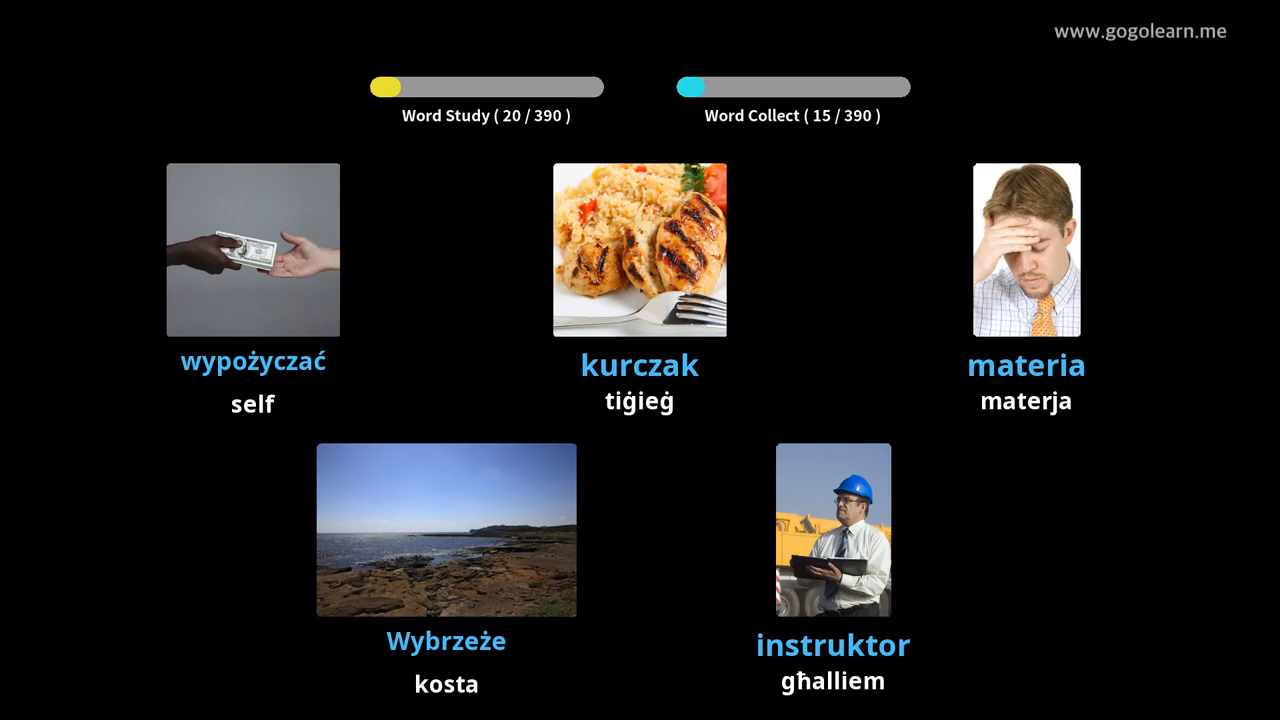 www.gogolearn.me
Word Study ( 20 / 390 )
Word Collect ( 15 / 390 )
wypożyczać
self
kurczak
tiġieġ
materia
materja
Wybrzeże
kosta
instruktor
għalliem